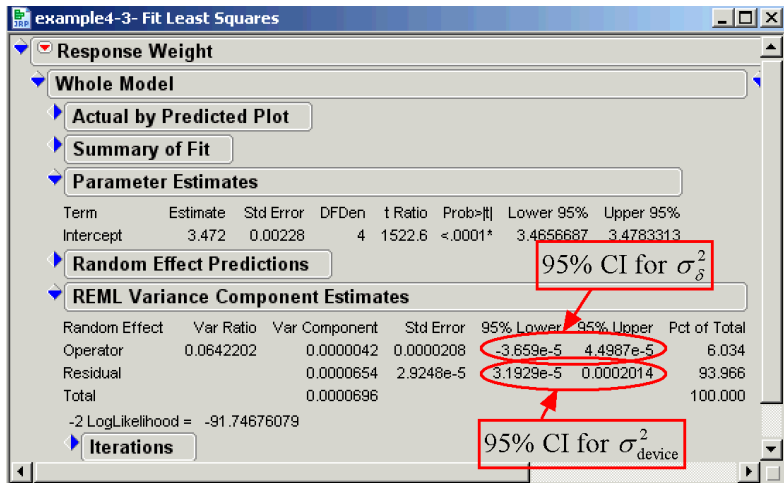 example4-3- Fit Least Squares
Response Weight
Whole Model
Actual by Predicted Plot
Summary of Fit
Parameter Estimates
Term Estimate Std Error DFDen t Ratio Prob>|t| Lower 95% Upper 95%
Intercept 3.472 0.00228 4 1522.6 <.0001* 3.4656687 3.4783313
Random Effect Predictions
95% CI for σ²δ
REML Variance Component Estimates
Random Effect Var Ratio Var Component Std Error 95% Lower 95% Upper Pct of Total
Operator 0.0642202 0.0000042 0.0000208 -3.659e-5 4.4987e-5 6.034
Residual 0.0000654 2.9248e-5 3.1929e-5 0.0002014 93.966
Total 0.0000696 100.000
-2 LogLikelihood = -91.74676079
Iterations
95% CI for σ²device